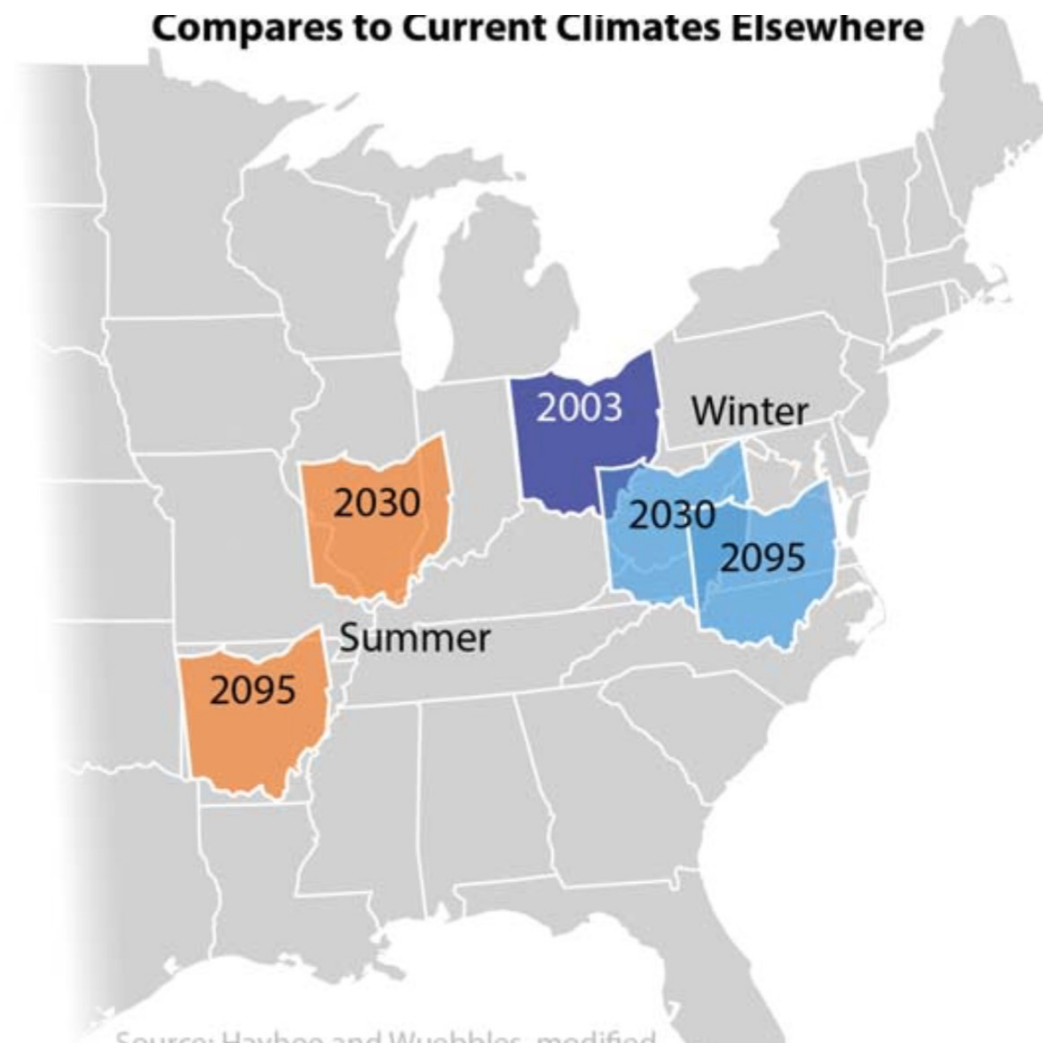 Compares to Current Climates Elsewhere
2003
Winter
2030
2030
2095
Summer
2095
Source: Hayhoe and Wuebbles, modified